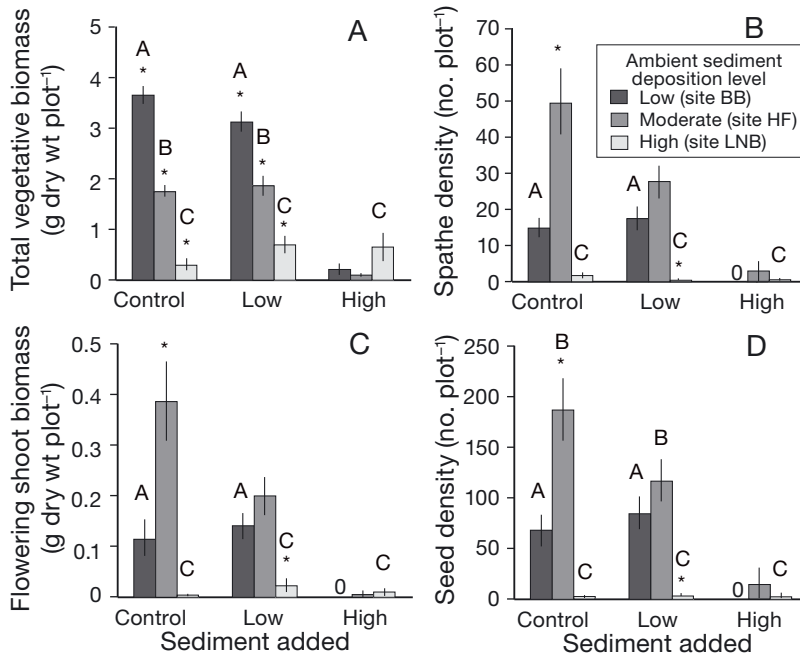 A
Total vegetative biomass
(g dry wt plot⁻¹)
5
4
3
2
1
0
A
*
B
*
C
*
A
*
B
*
C
*
C
Control
Low
High
B
Spathe density (no. plot⁻¹)
70
60
50
40
30
20
10
0
Ambient sediment
deposition level
Low (site BB)
Moderate (site HF)
High (site LNB)
A
*
C
A
C
*
0
C
Control
Low
High
C
Flowering shoot biomass
(g dry wt plot⁻¹)
0.5
0.4
0.3
0.2
0.1
0
A
*
C
A
C
*
0
C
Control
Low
High
Sediment added
D
Seed density (no. plot⁻¹)
250
200
150
100
50
0
A
B
*
C
A
B
C
*
0
C
Control
Low
High
Sediment added